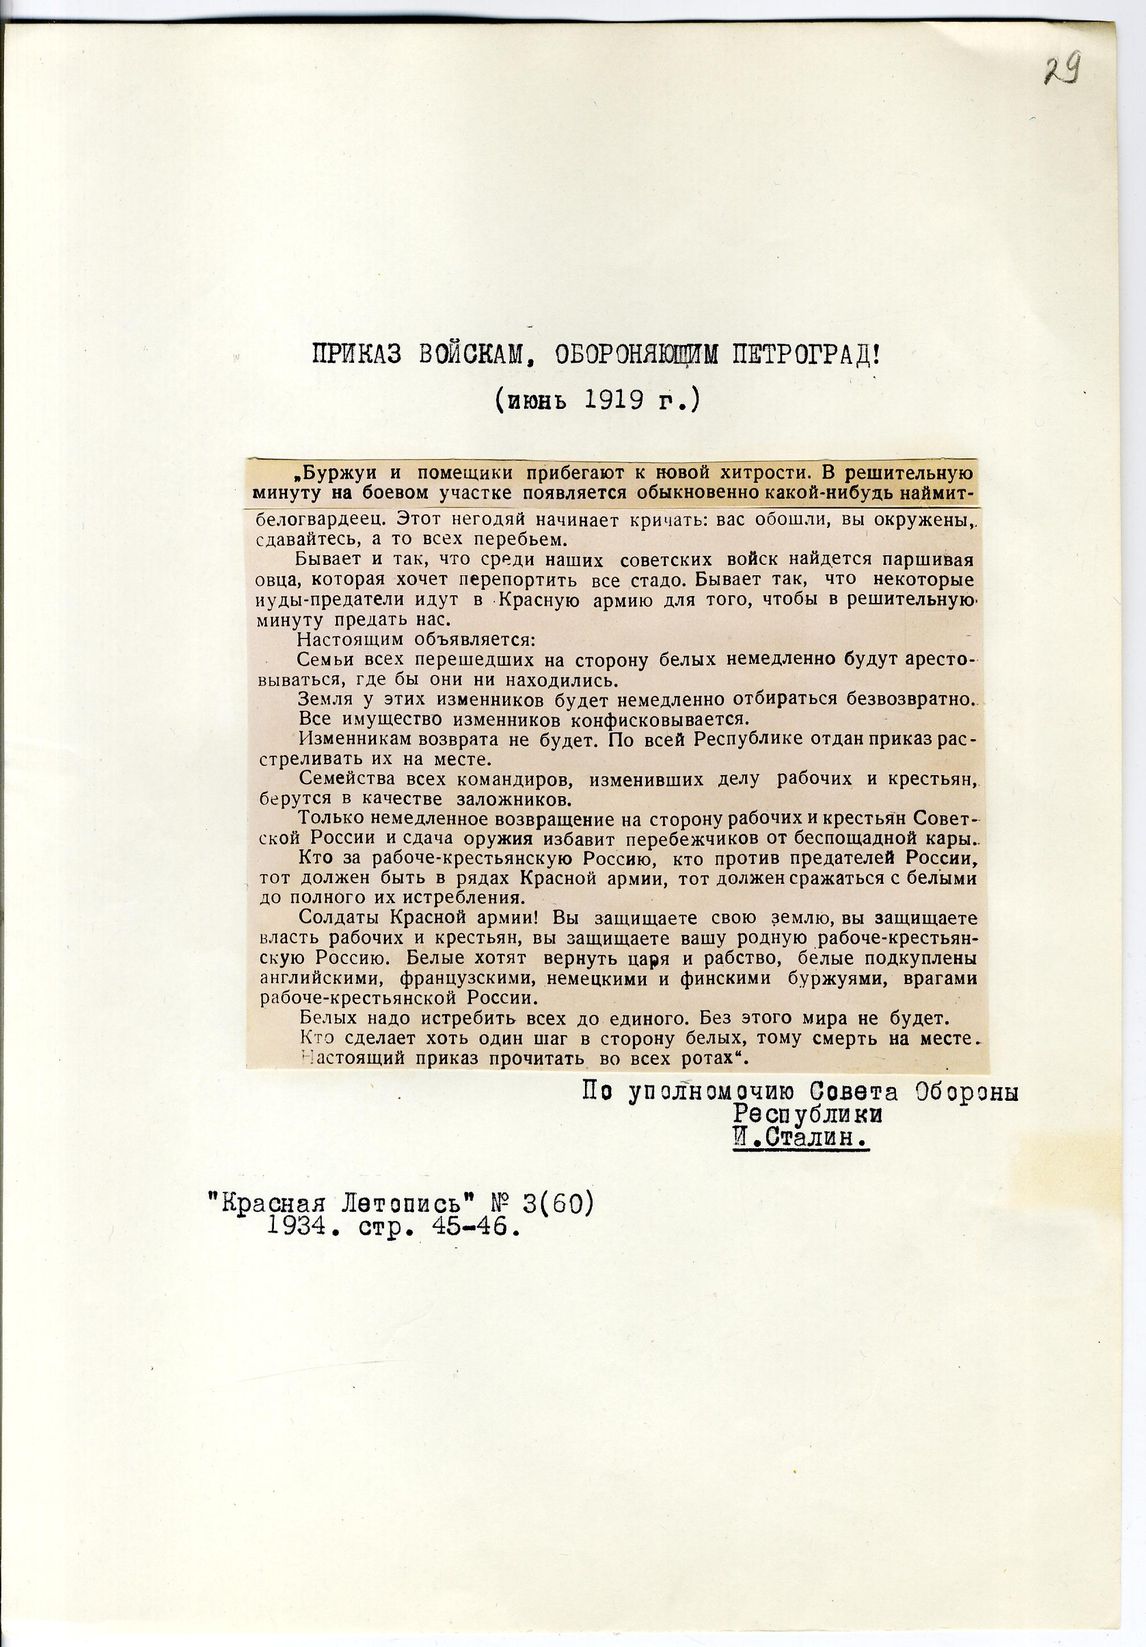 29
ПРИКАЗ ВОЙСКАМ, ОБОРОНЯЮЩИМ ПЕТРОГРАД!
(июнь 1919 г.)
„Буржуи и помещики прибегают к новой хитрости. В решительную
минуту на боевом участке появляется обыкновенно какой-нибудь наймит-
белогвардеец. Этот негодяй начинает кричать: вас обошли, вы окружены,
сдавайтесь, а то всех перебьем.
Бывает и так, что среди наших советских войск найдется паршивая
овца, которая хочет перепортить все стадо. Бывает так, что некоторые
иуды-предатели идут в Красную армию для того, чтобы в решительную
минуту предать нас.
Настоящим объявляется:
Семьи всех перешедших на сторону белых немедленно будут аресто-
вываться, где бы они ни находились.
Земля у этих изменников будет немедленно отбираться безвозвратно.
Все имущество изменников конфисковывается.
Изменникам возврата не будет. По всей Республике отдан приказ рас-
стреливать их на месте.
Семейства всех командиров, изменивших делу рабочих и крестьян,
берутся в качестве заложников.
Только немедленное возвращение на сторону рабочих и крестьян Совет-
ской России и сдача оружия избавит перебежчиков от беспощадной кары.
Кто за рабоче-крестьянскую Россию, кто против предателей России,
тот должен быть в рядах Красной армии, тот должен сражаться с белыми
до полного их истребления.
Солдаты Красной армии! Вы защищаете свою землю, вы защищаете
власть рабочих и крестьян, вы защищаете вашу родную рабоче-крестьян-
скую Россию. Белые хотят вернуть царя и рабство, белые подкуплены
английскими, французскими, немецкими и финскими буржуями, врагами
рабоче-крестьянской России.
Белых надо истребить всех до единого. Без этого мира не будет.
Кто сделает хоть один шаг в сторону белых, тому смерть на месте.
Настоящий приказ прочитать во всех ротах“.
По уполномочию Совета Обороны
Республики
И.Сталин.
"Красная Летопись" № 3(60)
1934. стр. 45-46.